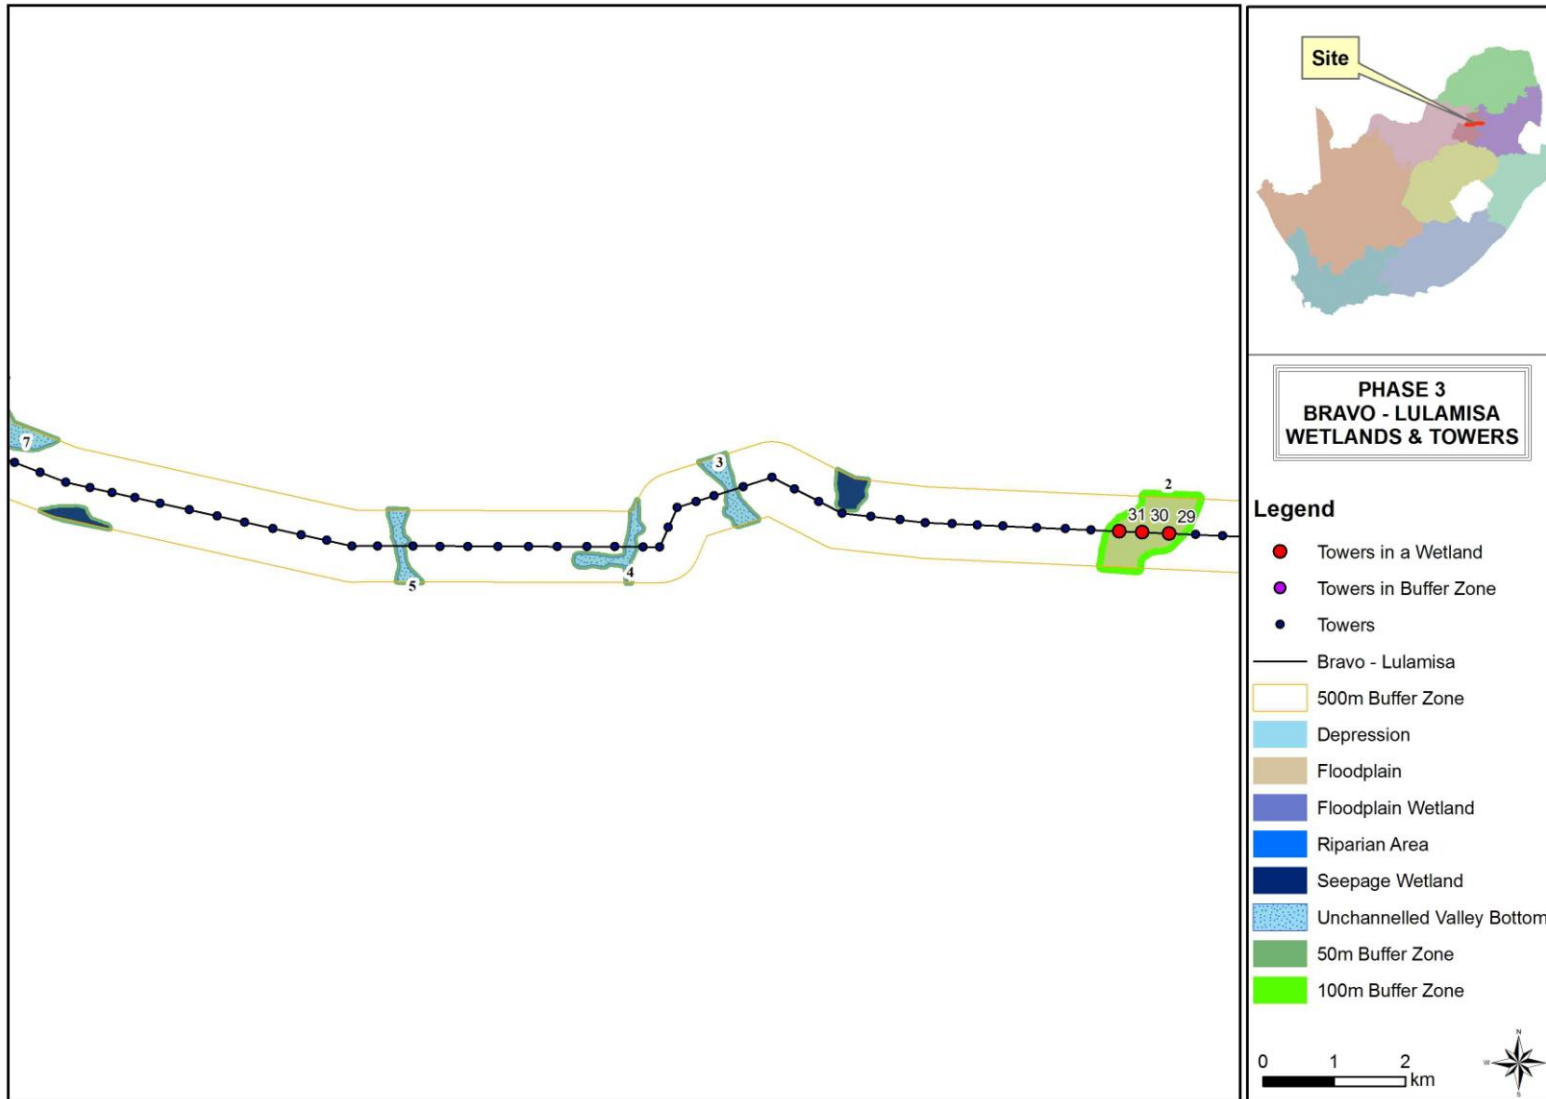 Site
PHASE 3
BRAVO - LULAMISA
WETLANDS & TOWERS
7
3
2
31 30 29
4
5
Legend
Towers in a Wetland
Towers in Buffer Zone
Towers
Bravo - Lulamisa
500m Buffer Zone
Depression
Floodplain
Floodplain Wetland
Riparian Area
Seepage Wetland
Unchannelled Valley Bottom
50m Buffer Zone
100m Buffer Zone
0 1 2
km
N
W E
S